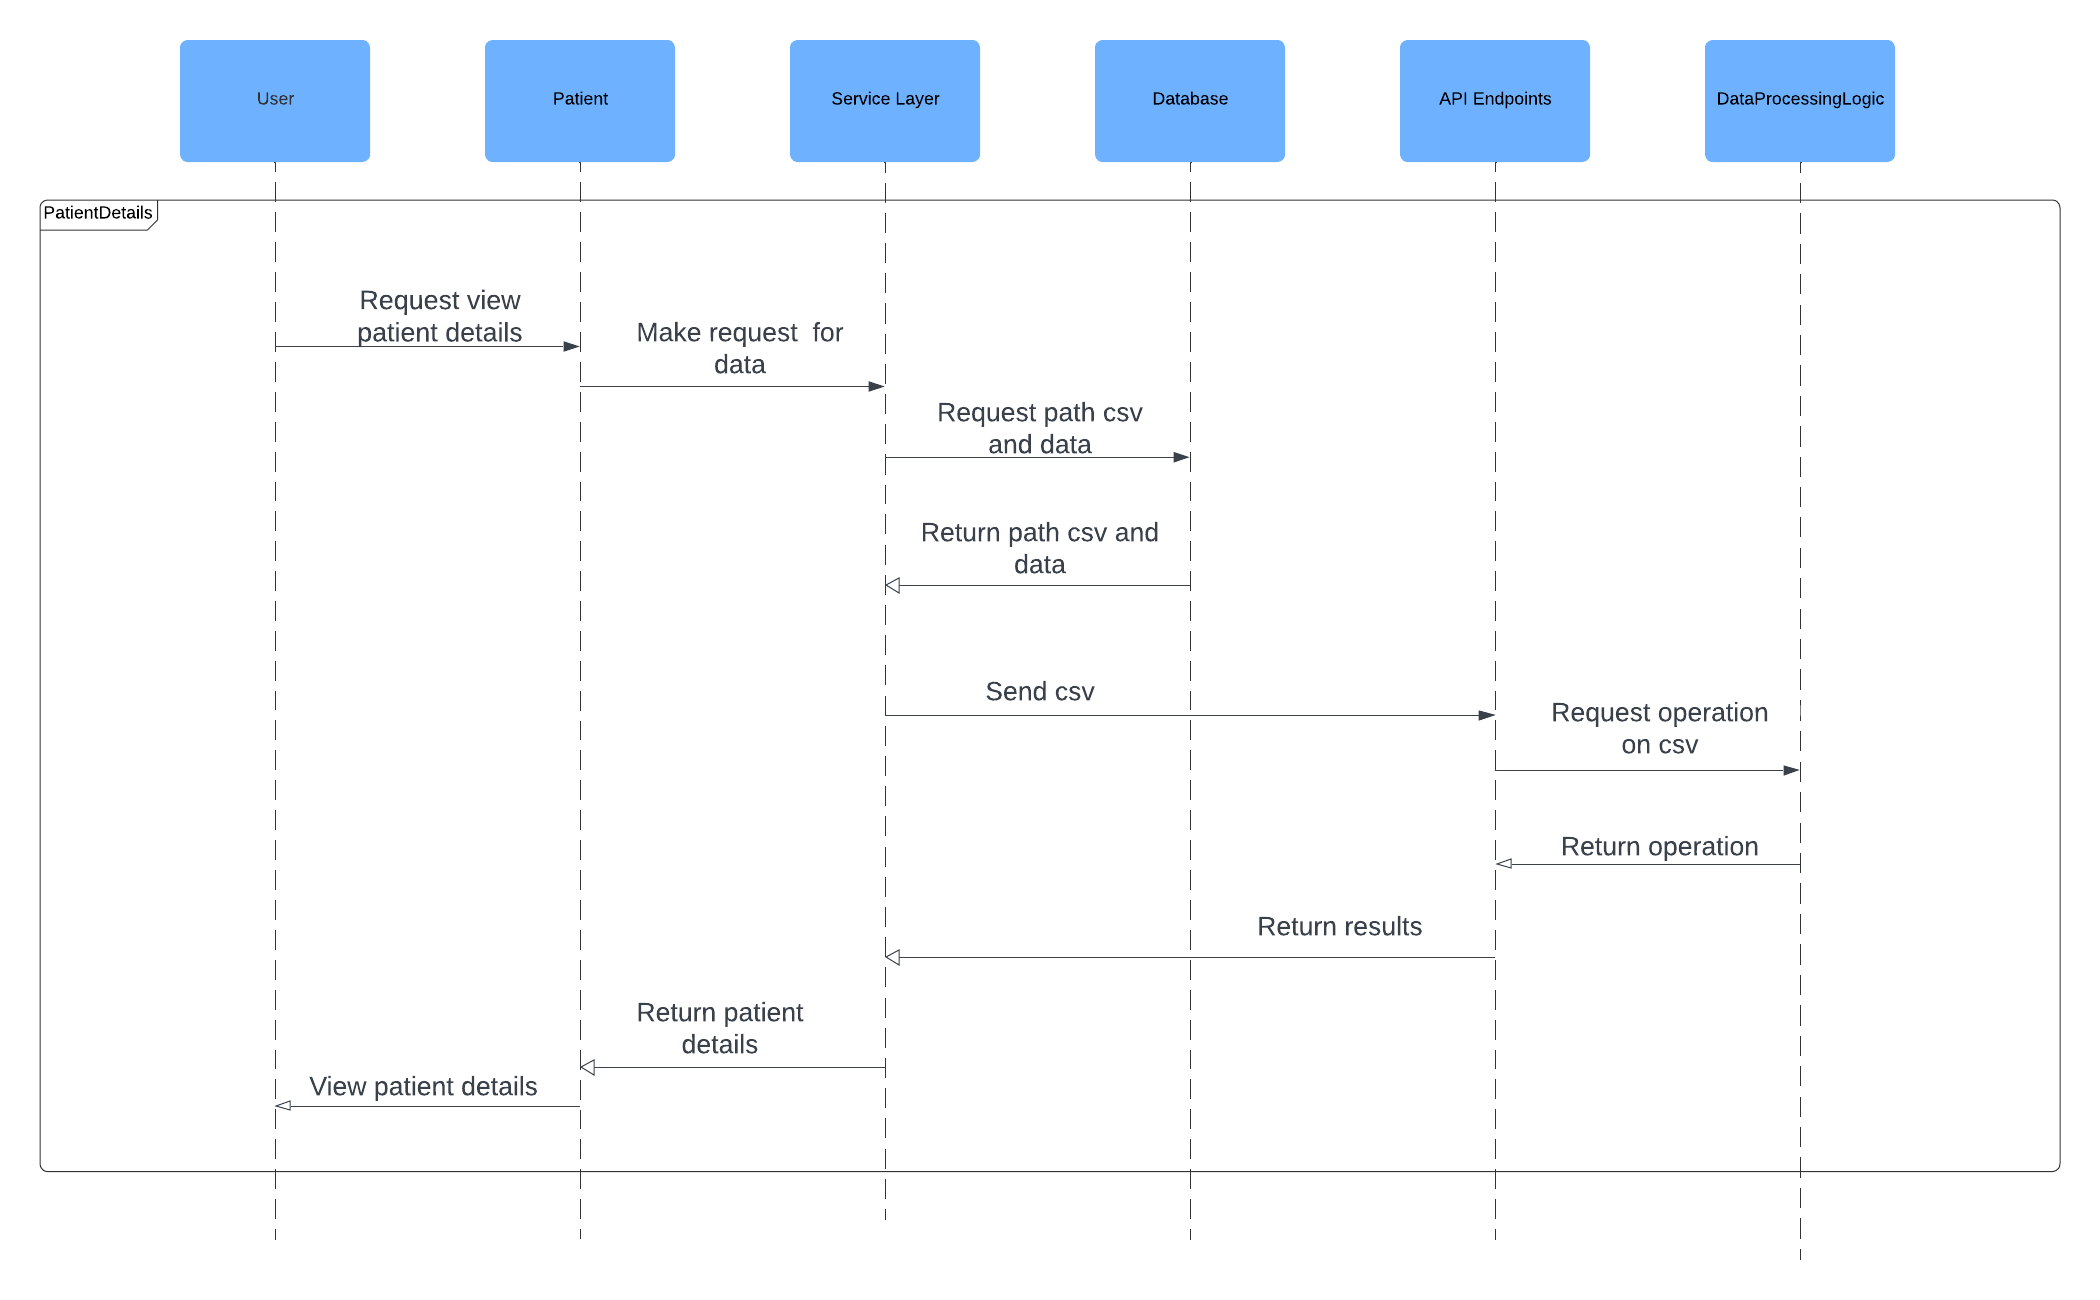 User
Patient
Service Layer
Database
API Endpoints
DataProcessingLogic
PatientDetails
Request view
patient details
Make request  for
data
Request path csv
and data
Return path csv and
data
Send csv
Request operation
on csv
Return operation
Return results
Return patient
details
View patient details